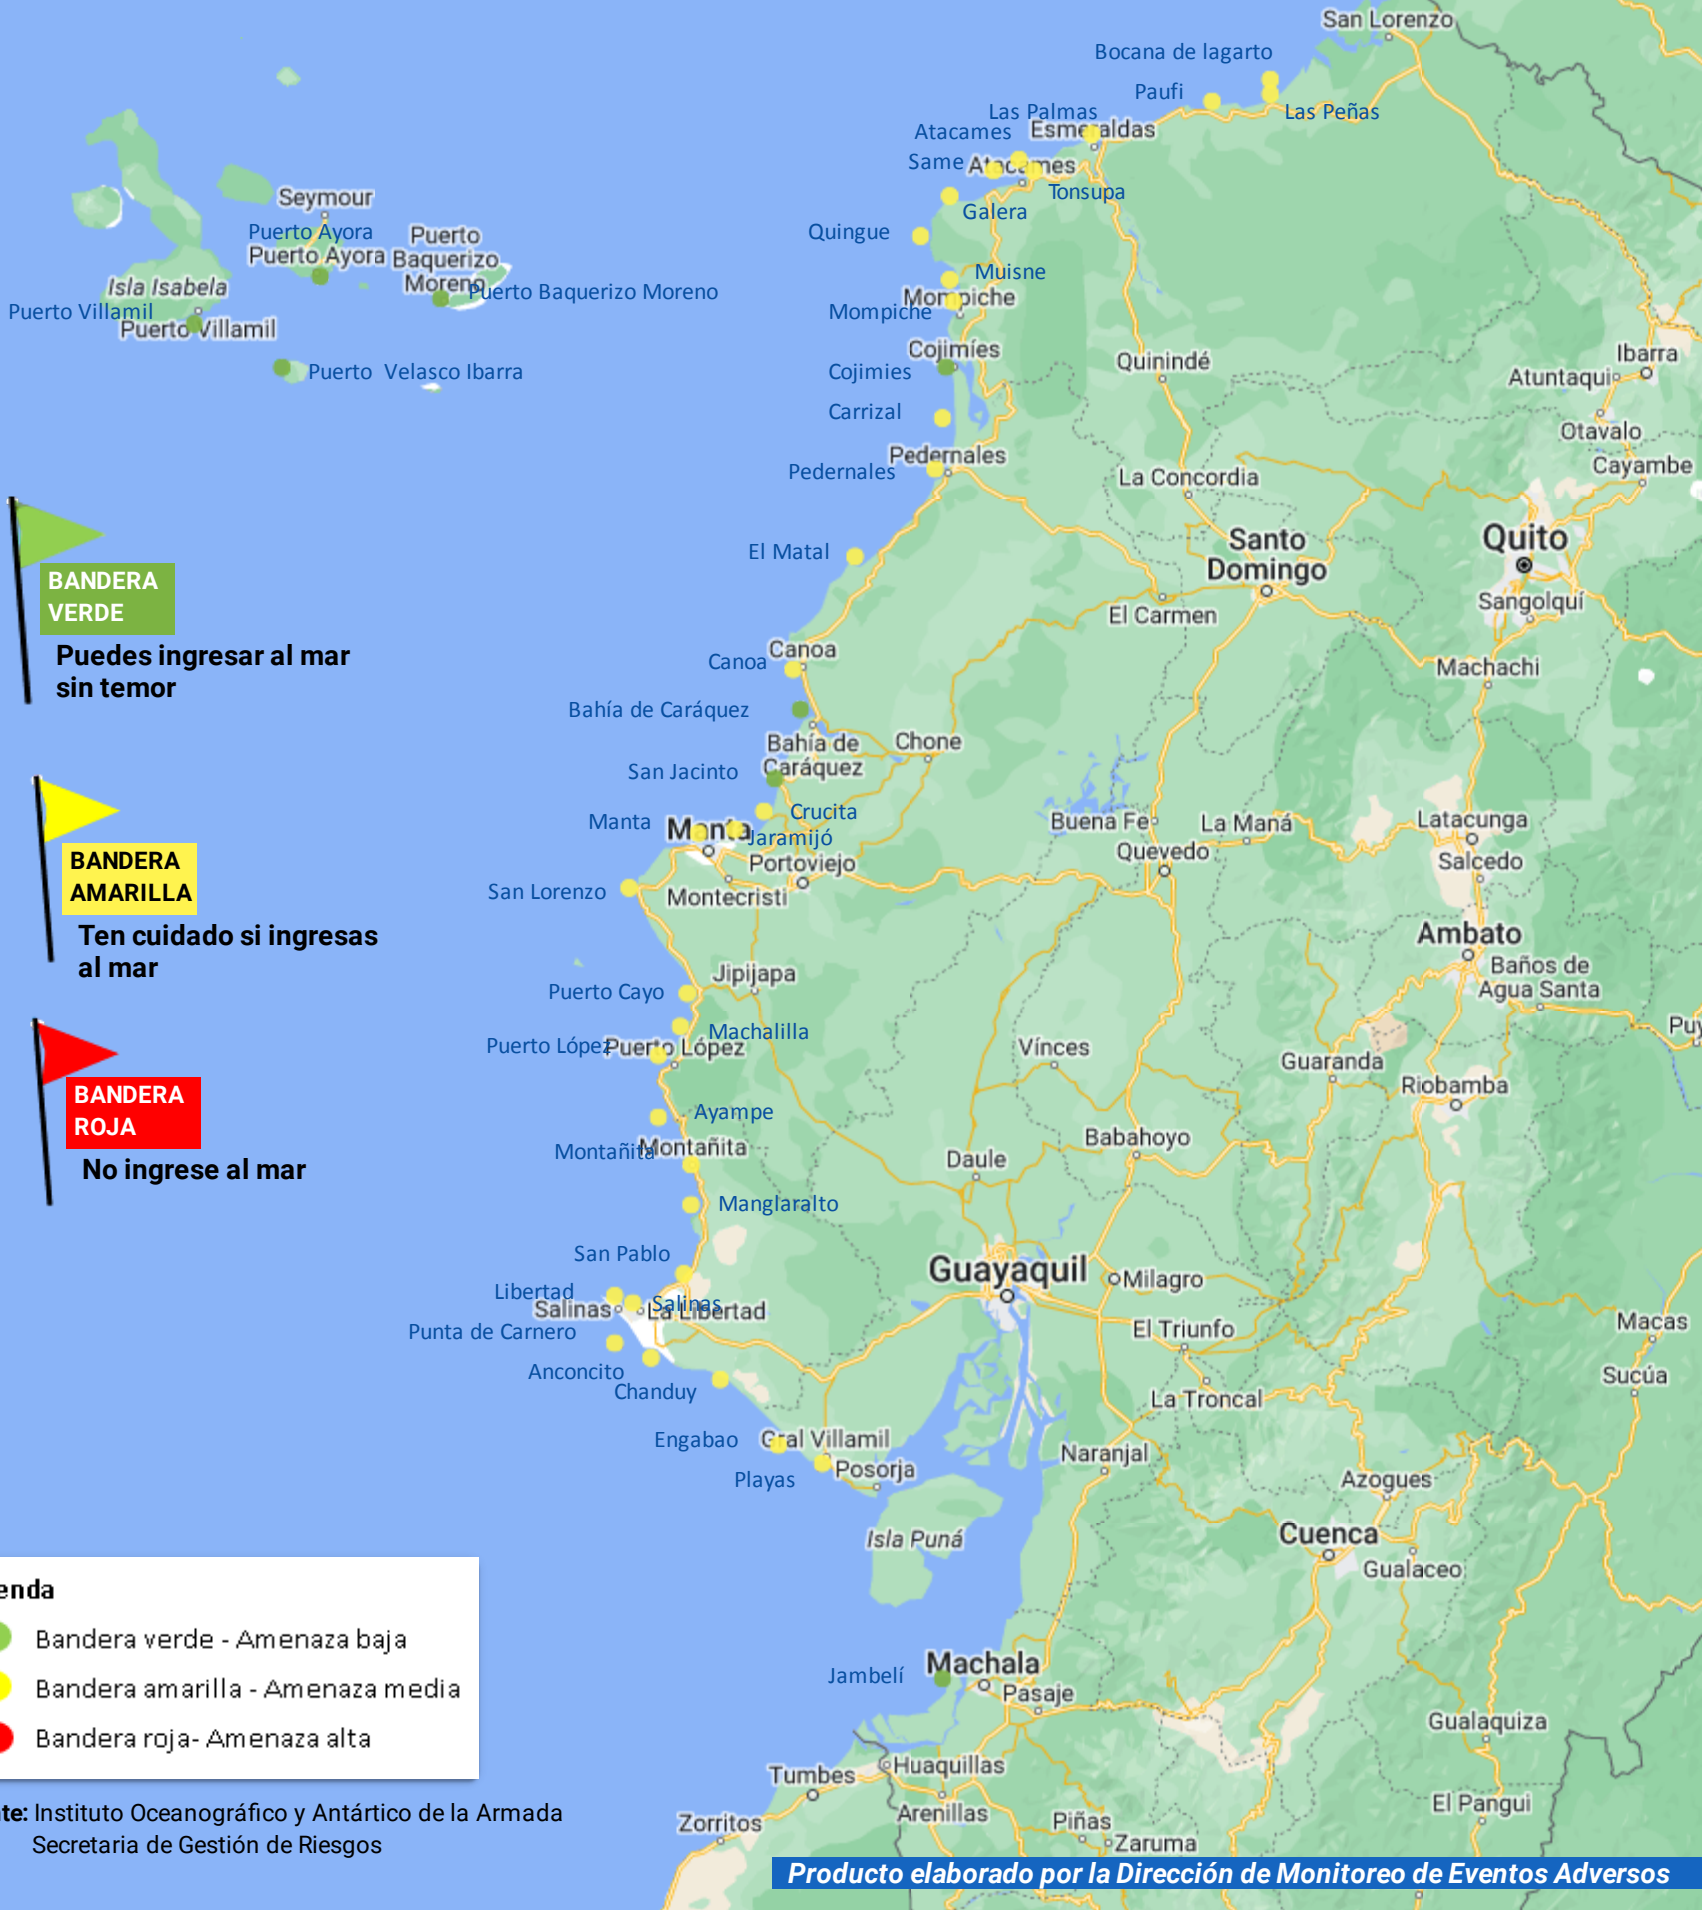 San Lorenzo
Bocana de lagarto
Paufi
Las Peñas
Las Palmas
Esmeraldas
Atacames
Same
Atacames
Tonsupa
Galera
Quingue
Muisne
Mompiche
Mompiche
Cojimíes
Cojimies
Carrizal
Pedernales
Pedernales
El Matal
Canoa
Canoa
Bahía de Caráquez
Bahía de
Caráquez
San Jacinto
Crucita
Manta
Manta
Jaramijó
Portoviejo
Montecristi
San Lorenzo
Jipijapa
Puerto Cayo
Machalilla
Puerto López
Puerto López
Ayampe
Montañita
Montañita
Manglaralto
San Pablo
Libertad
Salinas
Salinas
La Libertad
Punta de Carnero
Anconcito
Chanduy
Engabao
Gral Villamil
Playas
Posorja
Isla Puná
Jambelí
Machala
Pasaje
Tumbes
Huaquillas
Zorritos
Arenillas
Piñas
Zaruma
Seymour
Puerto Ayora
Puerto Ayora
Puerto
Baquerizo
Moreno
Puerto Baquerizo Moreno
Isla Isabela
Puerto Villamil
Puerto Villamil
Puerto Velasco Ibarra
Quinindé
Ibarra
Atuntaqui
Otavalo
Cayambe
La Concordia
Santo
Domingo
Quito
Sangolquí
El Carmen
Machachi
Chone
Buena Fe
La Maná
Quevedo
Latacunga
Salcedo
Ambato
Baños de
Agua Santa
Puy
Vínces
Guaranda
Riobamba
Babahoyo
Daule
Guayaquil
Milagro
El Triunfo
Macas
Sucúa
La Troncal
Naranjal
Azogues
Cuenca
Gualaceo
Gualaquiza
El Pangui
BANDERA
VERDE
Puedes ingresar al mar
sin temor
BANDERA
AMARILLA
Ten cuidado si ingresas
al mar
BANDERA
ROJA
No ingrese al mar
enda
Bandera verde - Amenaza baja
Bandera amarilla - Amenaza media
Bandera roja- Amenaza alta
te: Instituto Oceanográfico y Antártico de la Armada
Secretaria de Gestión de Riesgos
Producto elaborado por la Dirección de Monitoreo de Eventos Adversos